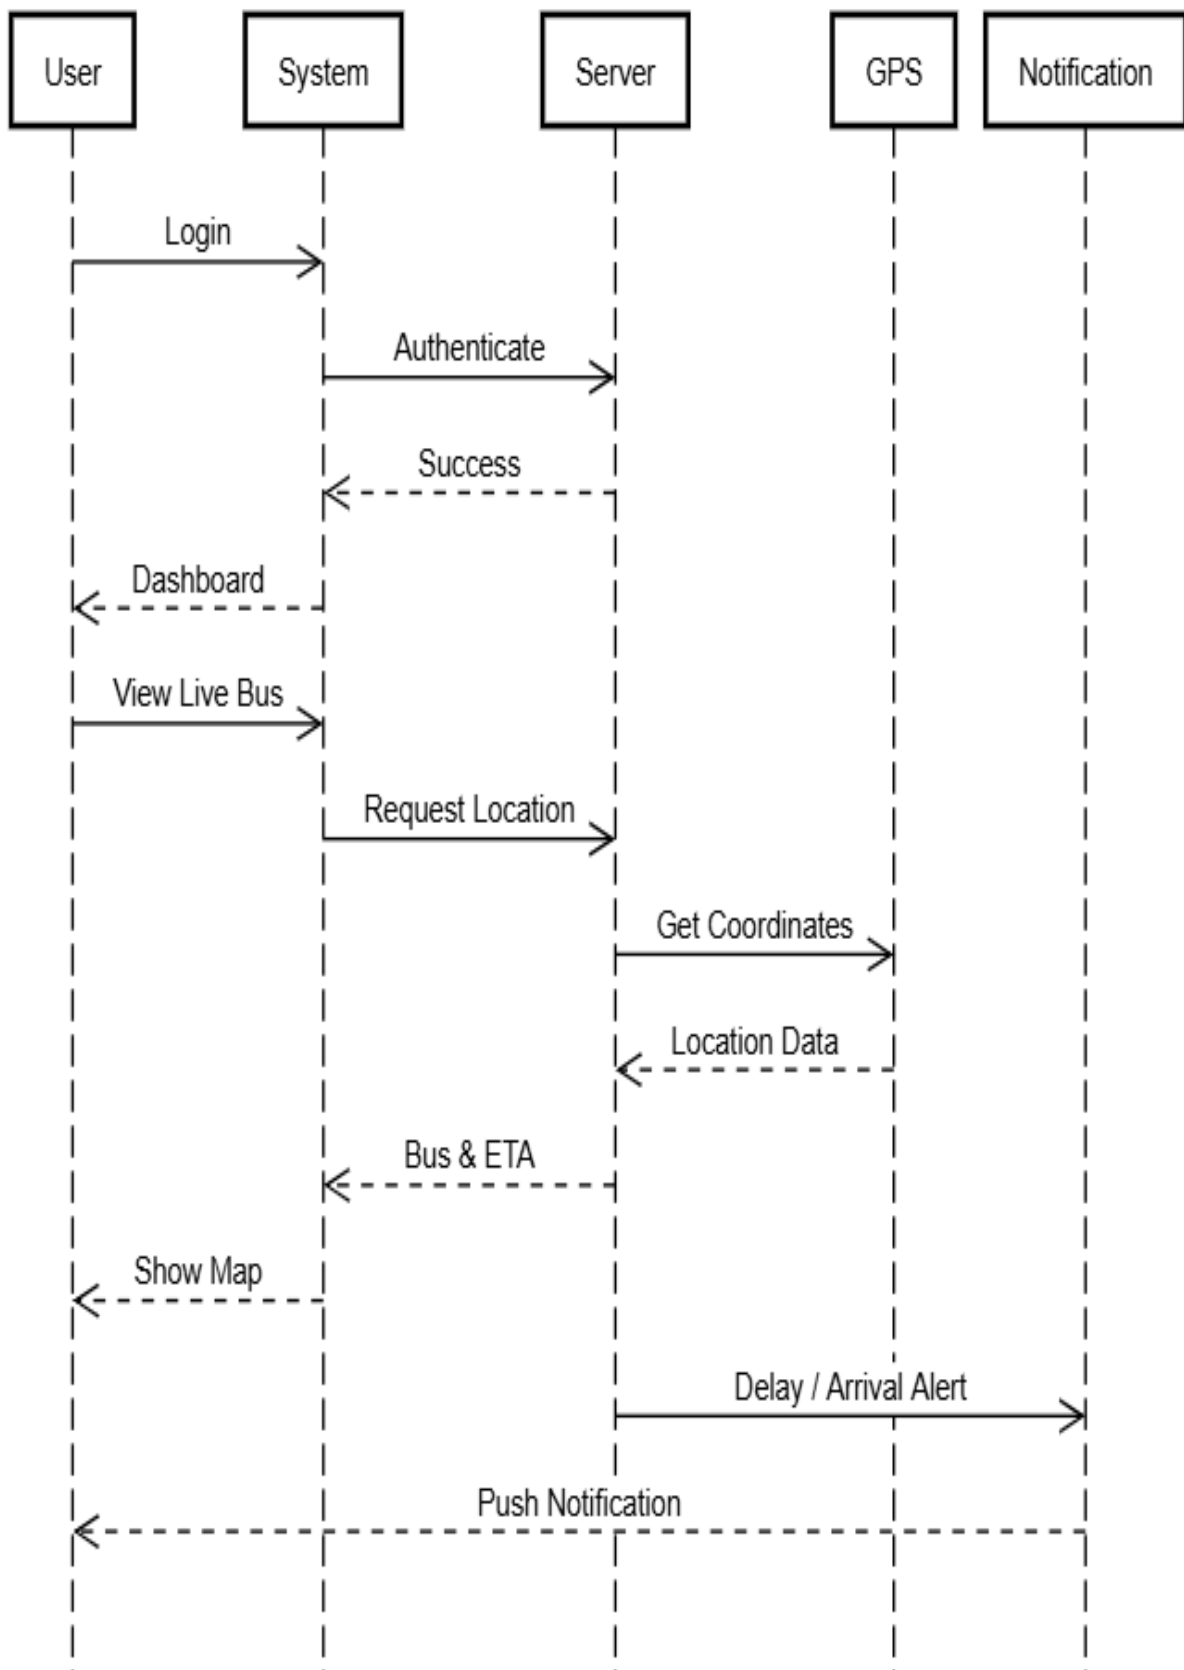 User
System
Server
GPS
Notification
Login
Authenticate
Success
Dashboard
View Live Bus
Request Location
Get Coordinates
Location Data
Bus & ETA
Show Map
Delay / Arrival Alert
Push Notification